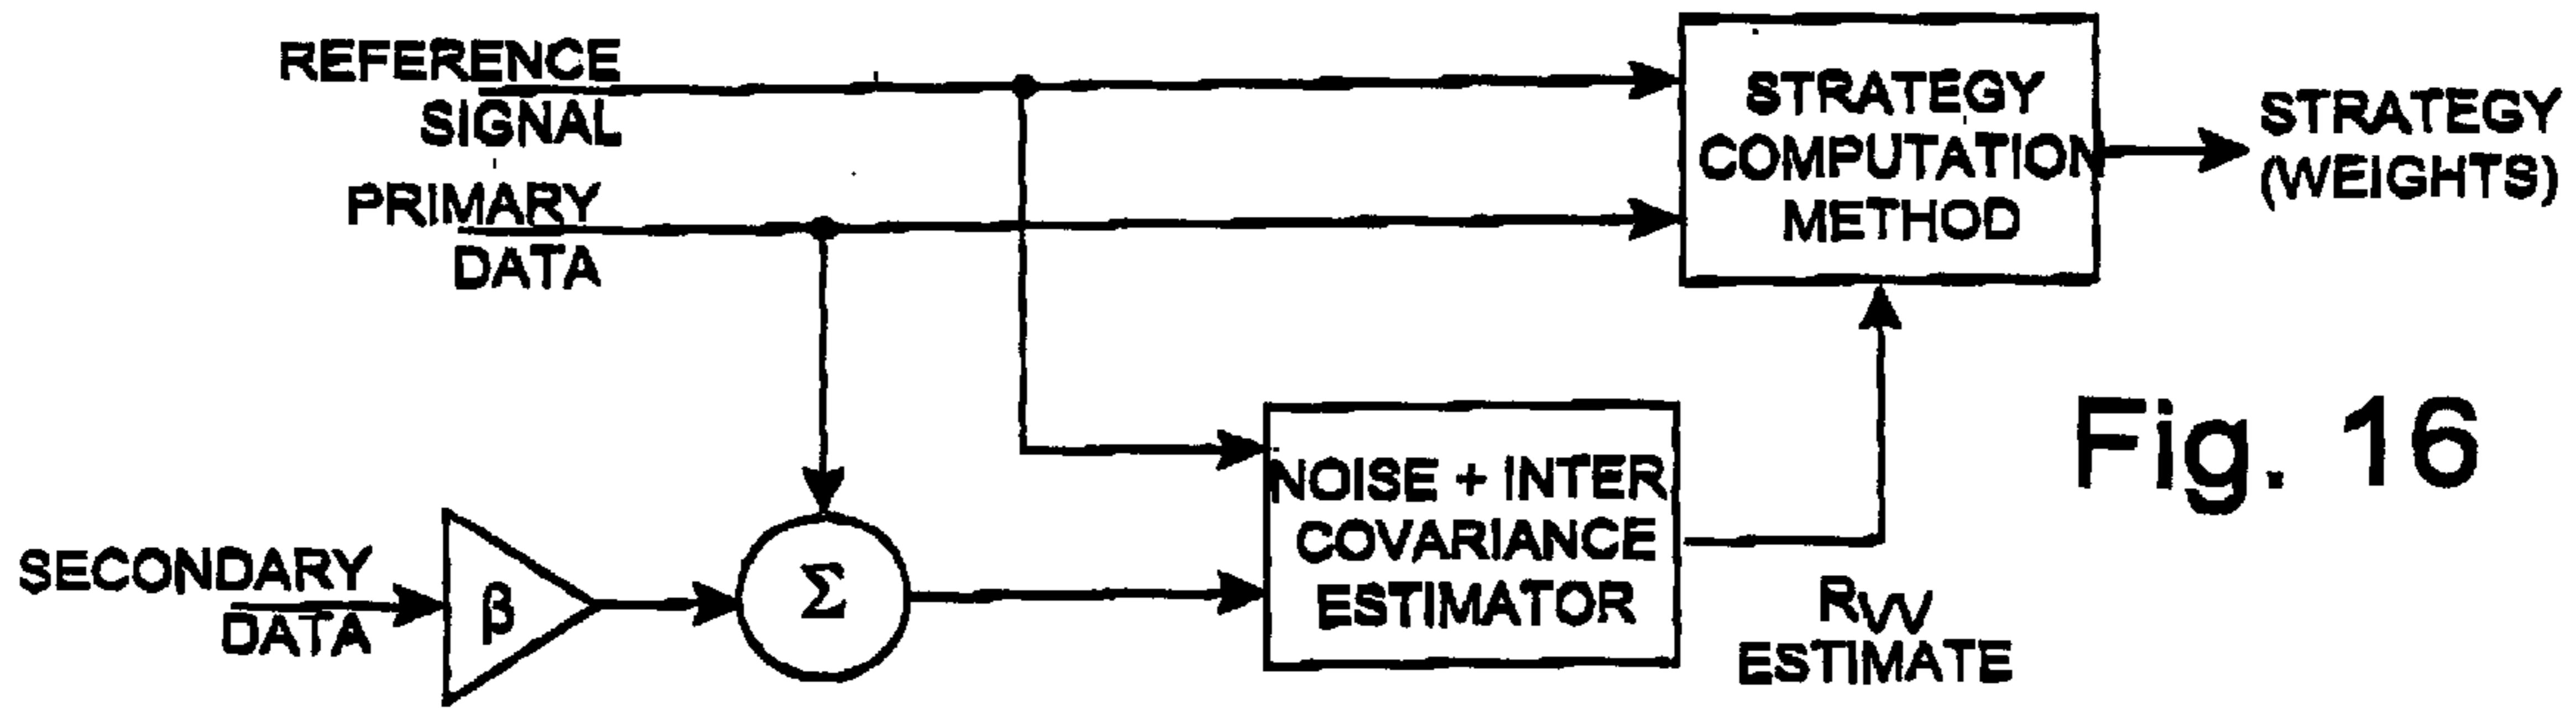 REFERENCE
SIGNAL
PRIMARY
DATA
STRATEGY
COMPUTATION
METHOD
STRATEGY
(WEIGHTS)
SECONDARY
DATA
β
Σ
NOISE + INTER
COVARIANCE
ESTIMATOR
RVV
ESTIMATE
Fig. 16